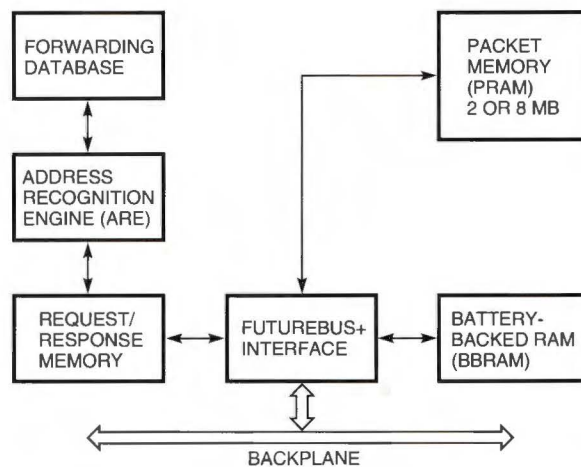 FORWARDING
DATABASE
PACKET
MEMORY
(PRAM)
2 OR 8 MB
ADDRESS
RECOGNITION
ENGINE (ARE)
REQUEST/
RESPONSE
MEMORY
FUTUREBUS+
INTERFACE
BATTERY-
BACKED RAM
(BBRAM)
BACKPLANE